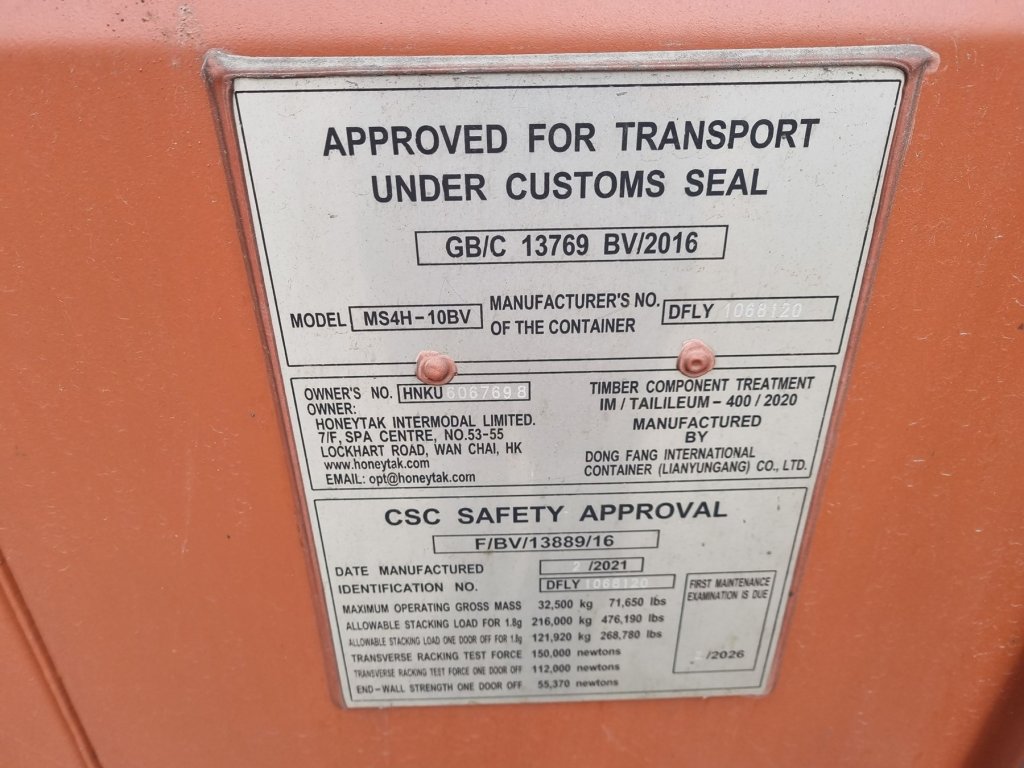 APPROVED FOR TRANSPORT
UNDER CUSTOMS SEAL
GB/C 13769 BV/2016
MODEL MS4H-10BV
MANUFACTURER'S NO.
OF THE CONTAINER
DFLY 1068120
OWNER'S NO. HNKU 606769 8
OWNER:
HONEYTAK INTERMODAL LIMITED.
7/F, SPA CENTRE, NO.53-55
LOCKHART ROAD, WAN CHAI, HK
www.honeytak.com
EMAIL: opt@honeytak.com
TIMBER COMPONENT TREATMENT
IM / TAILILEUM - 400 / 2020
MANUFACTURED
BY
DONG FANG INTERNATIONAL
CONTAINER (LIANYUNGANG) CO., LTD.
CSC SAFETY APPROVAL
F/BV/13889/16
DATE MANUFACTURED 2 /2021
IDENTIFICATION NO. DFLY 1068120
MAXIMUM OPERATING GROSS MASS 32,500 kg 71,650 lbs
ALLOWABLE STACKING LOAD FOR 1.8g 216,000 kg 476,190 lbs
ALLOWABLE STACKING LOAD ONE DOOR OFF FOR 1.8g 121,920 kg 268,780 lbs
TRANSVERSE RACKING TEST FORCE 150,000 newtons
TRANSVERSE RACKING TEST FORCE ONE DOOR OFF 112,000 newtons
END-WALL STRENGTH ONE DOOR OFF 55,370 newtons
FIRST MAINTENANCE
EXAMINATION IS DUE
/2026